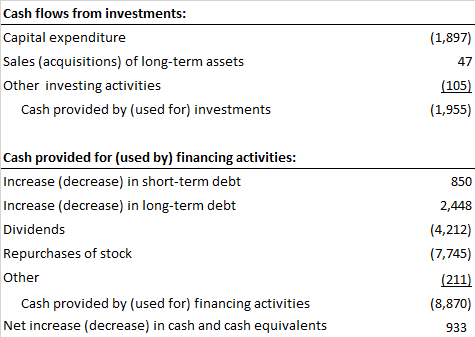 Cash flows from investments:
Capital expenditure (1,897)
Sales (acquisitions) of long-term assets 47
Other investing activities (105)
Cash provided by (used for) investments (1,955)
Cash provided for (used by) financing activities:
Increase (decrease) in short-term debt 850
Increase (decrease) in long-term debt 2,448
Dividends (4,212)
Repurchases of stock (7,745)
Other (211)
Cash provided by (used for) financing activities (8,870)
Net increase (decrease) in cash and cash equivalents 933